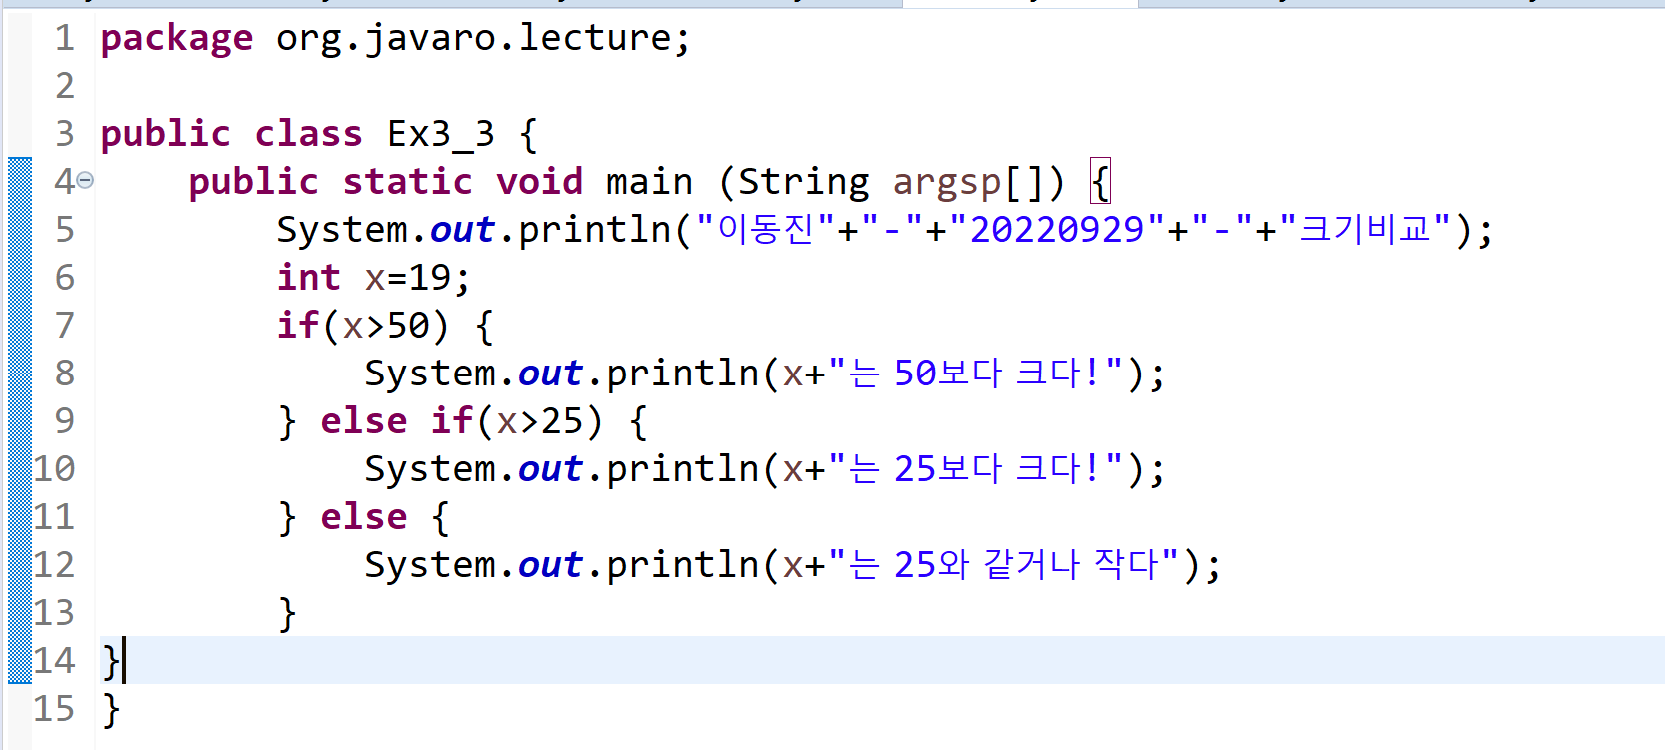 1 package org.javaro.lecture;
2
3 public class Ex3_3 {
4 public static void main (String argsp[]) {
5 System.out.println("이동진"+"-"+"20220929"+"-"+"크기비교");
6 int x=19;
7 if(x>50) {
8 System.out.println(x+"는 50보다 크다!");
9 } else if(x>25) {
10 System.out.println(x+"는 25보다 크다!");
11 } else {
12 System.out.println(x+"는 25와 같거나 작다");
13 }
14 }
15 }